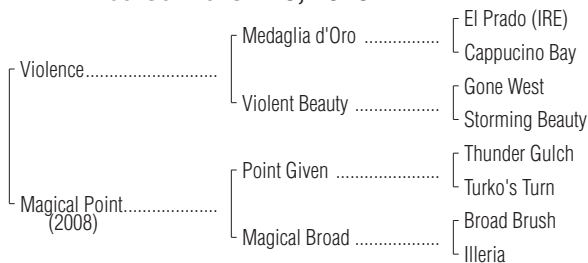 El Prado (IRE)
Medaglia d'Oro ..................
Cappucino Bay
Violence................................
Gone West
Violent Beauty ....................
Storming Beauty
Thunder Gulch
Point Given .........................
Turko's Turn
Magical Point.......................
(2008)
Broad Brush
Magical Broad ....................
Illeria